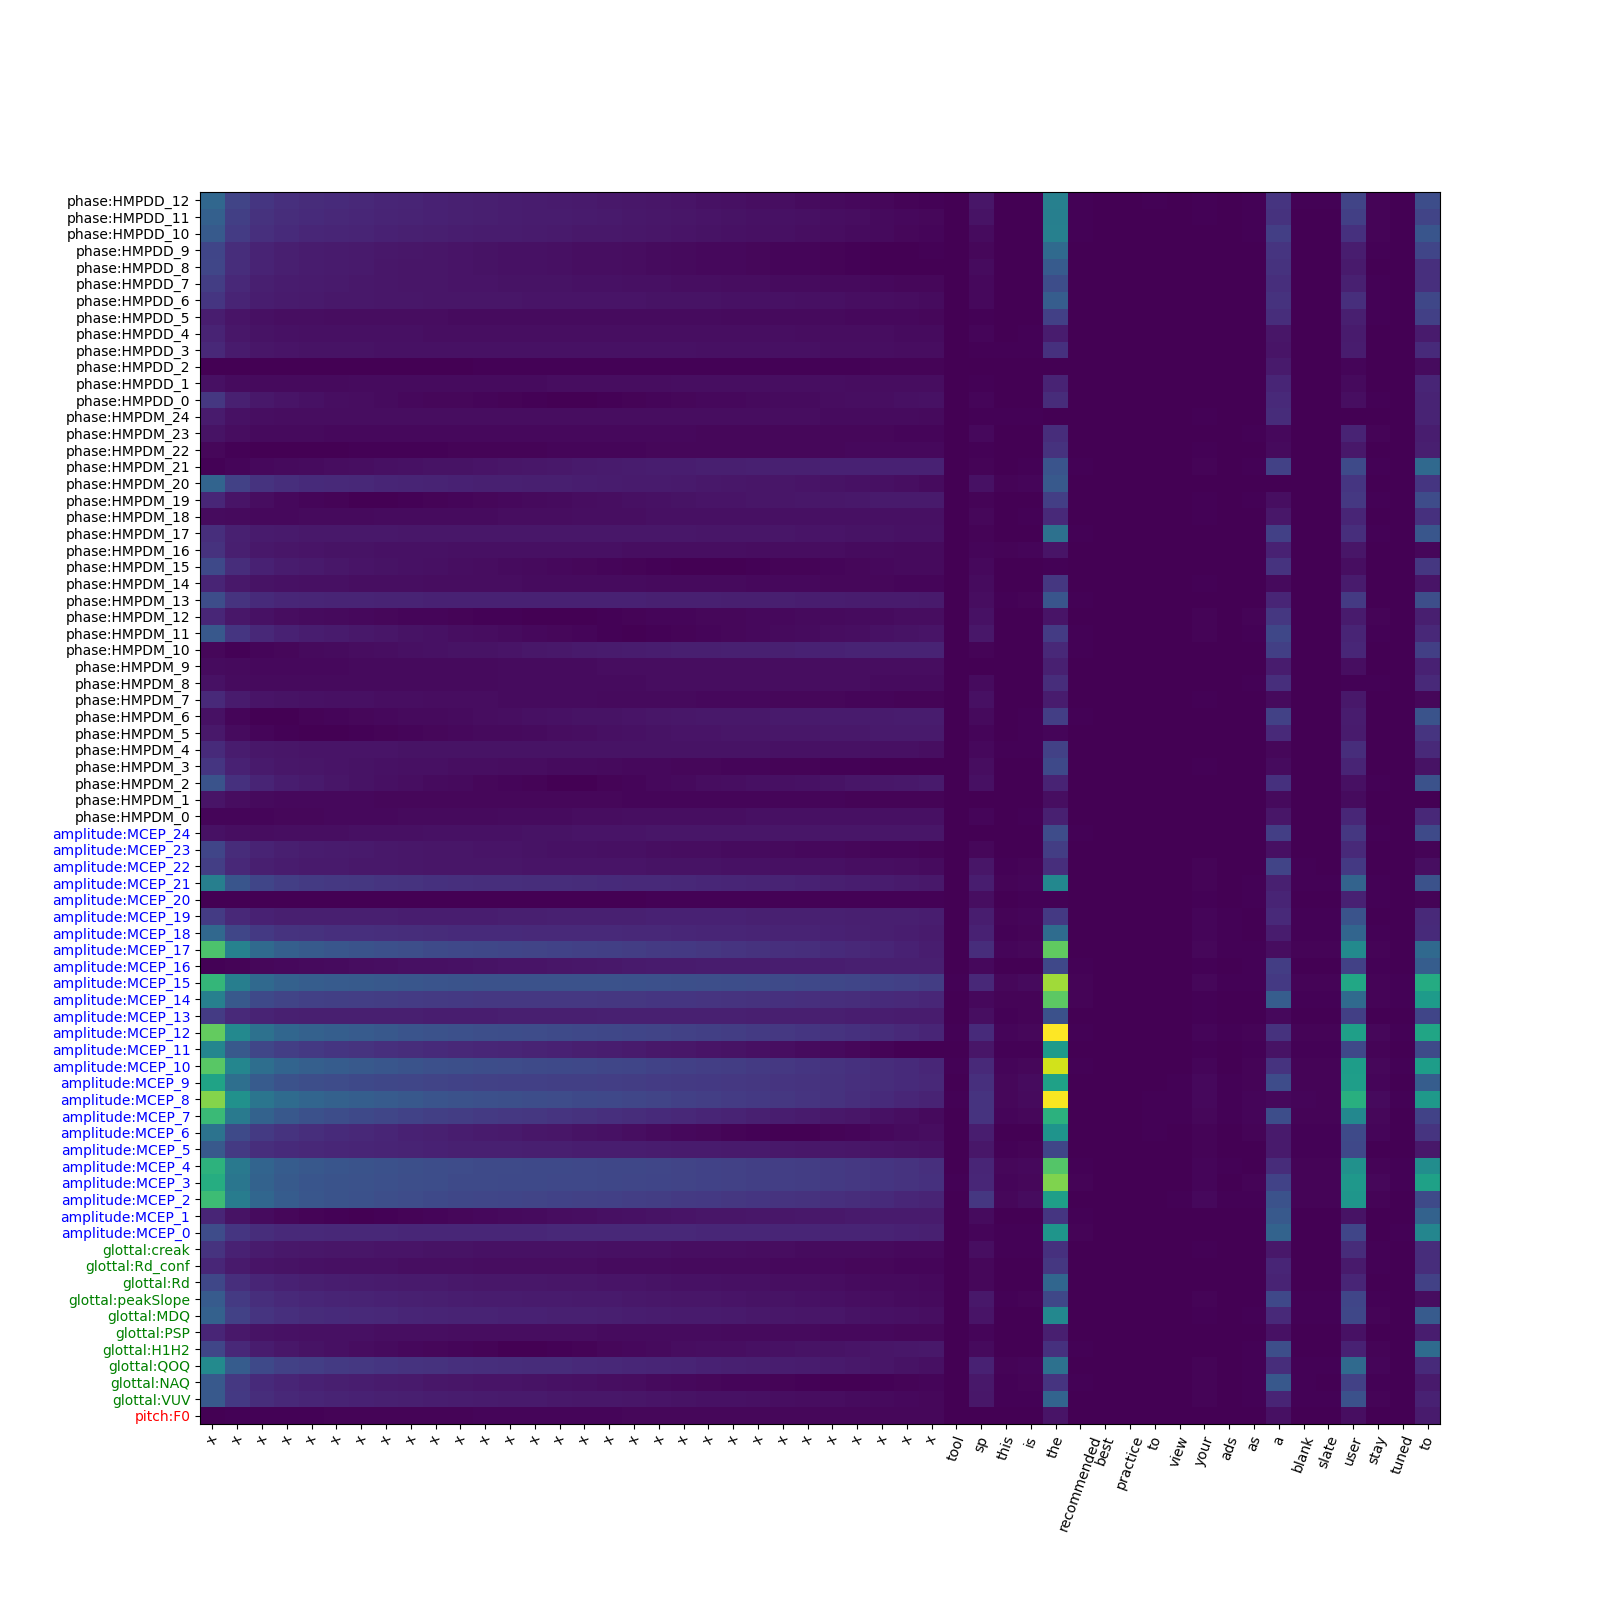 phase:HMPDD_12
phase:HMPDD_11
phase:HMPDD_10
phase:HMPDD_9
phase:HMPDD_8
phase:HMPDD_7
phase:HMPDD_6
phase:HMPDD_5
phase:HMPDD_4
phase:HMPDD_3
phase:HMPDD_2
phase:HMPDD_1
phase:HMPDD_0
phase:HMPDM_24
phase:HMPDM_23
phase:HMPDM_22
phase:HMPDM_21
phase:HMPDM_20
phase:HMPDM_19
phase:HMPDM_18
phase:HMPDM_17
phase:HMPDM_16
phase:HMPDM_15
phase:HMPDM_14
phase:HMPDM_13
phase:HMPDM_12
phase:HMPDM_11
phase:HMPDM_10
phase:HMPDM_9
phase:HMPDM_8
phase:HMPDM_7
phase:HMPDM_6
phase:HMPDM_5
phase:HMPDM_4
phase:HMPDM_3
phase:HMPDM_2
phase:HMPDM_1
phase:HMPDM_0
amplitude:MCEP_24
amplitude:MCEP_23
amplitude:MCEP_22
amplitude:MCEP_21
amplitude:MCEP_20
amplitude:MCEP_19
amplitude:MCEP_18
amplitude:MCEP_17
amplitude:MCEP_16
amplitude:MCEP_15
amplitude:MCEP_14
amplitude:MCEP_13
amplitude:MCEP_12
amplitude:MCEP_11
amplitude:MCEP_10
amplitude:MCEP_9
amplitude:MCEP_8
amplitude:MCEP_7
amplitude:MCEP_6
amplitude:MCEP_5
amplitude:MCEP_4
amplitude:MCEP_3
amplitude:MCEP_2
amplitude:MCEP_1
amplitude:MCEP_0
glottal:creak
glottal:Rd_conf
glottal:Rd
glottal:peakSlope
glottal:MDQ
glottal:PSP
glottal:H1H2
glottal:QOQ
glottal:NAQ
glottal:VUV
pitch:F0
x x x x x x x x x x x x x x x x x x x x x x x x x x x x x x tool sp this is the recommended best practice to view your ads as a blank slate user stay tuned to